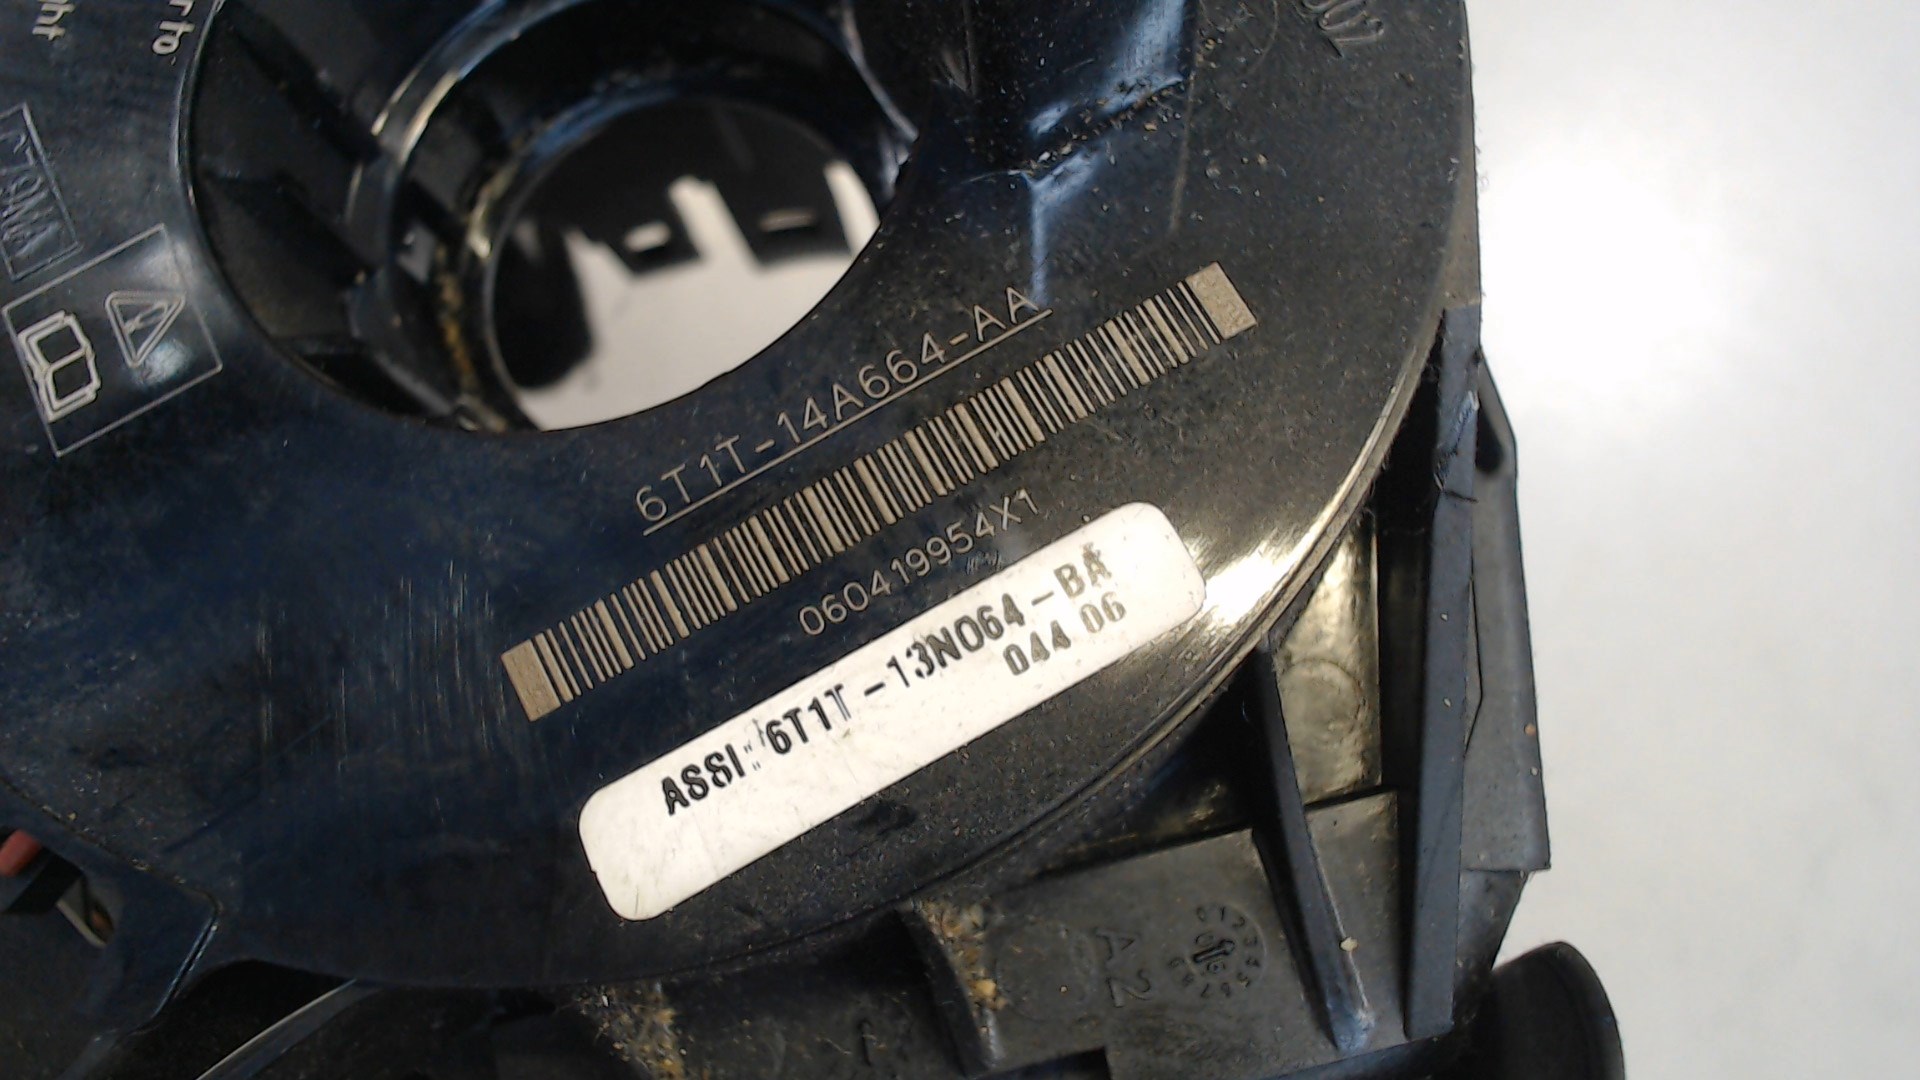 6T1T-14A664-AA
060419954X1
ASSI: 6T1T-13N064-BA
044 06
A2